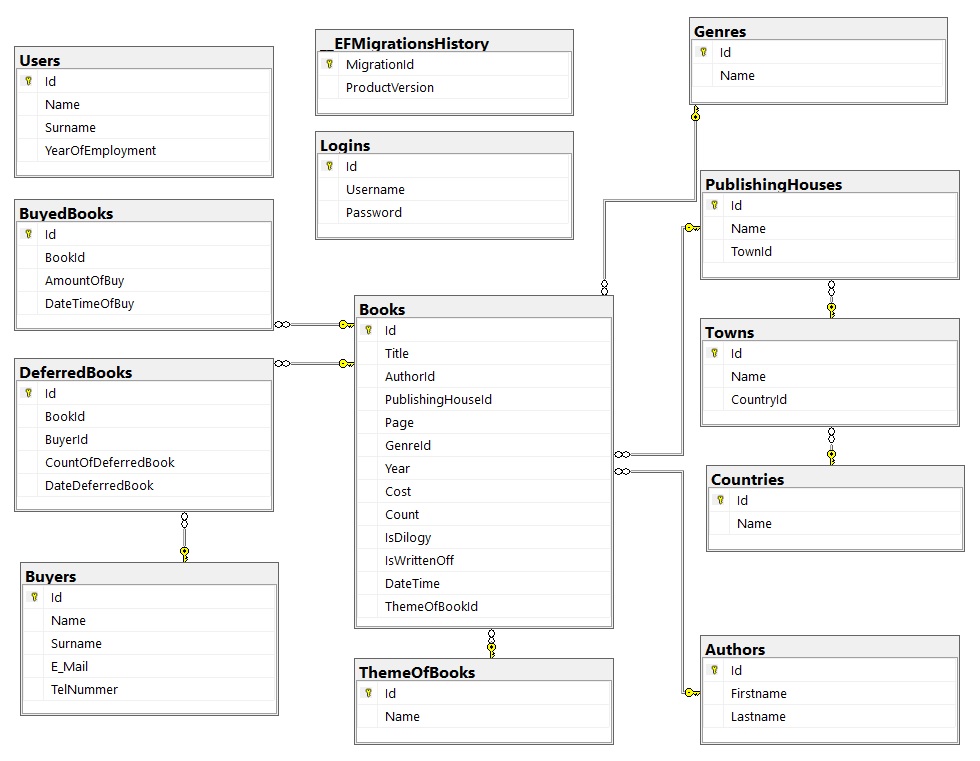 Users
Id
Name
Surname
YearOfEmployment
__EFMigrationsHistory
MigrationId
ProductVersion
Genres
Id
Name
Logins
Id
Username
Password
BuyedBooks
Id
BookId
AmountOfBuy
DateTimeOfBuy
PublishingHouses
Id
Name
TownId
Books
Id
Title
AuthorId
PublishingHouseId
Page
GenreId
Year
Cost
Count
IsDilogy
IsWrittenOff
DateTime
ThemeOfBookId
Towns
Id
Name
CountryId
DeferredBooks
Id
BookId
BuyerId
CountOfDeferredBook
DateDeferredBook
Countries
Id
Name
Buyers
Id
Name
Surname
E_Mail
TelNummer
ThemeOfBooks
Id
Name
Authors
Id
Firstname
Lastname